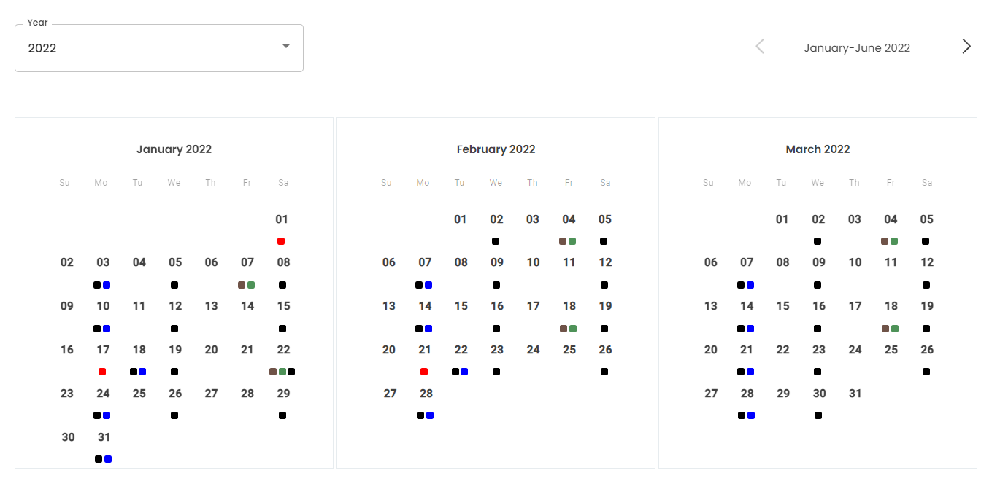 Year
2022
January-June 2022
January 2022
Su Mo Tu We Th Fr Sa
01
02 03 04 05 06 07 08
09 10 11 12 13 14 15
16 17 18 19 20 21 22
23 24 25 26 27 28 29
30 31
February 2022
Su Mo Tu We Th Fr Sa
01 02 03 04 05
06 07 08 09 10 11 12
13 14 15 16 17 18 19
20 21 22 23 24 25 26
27 28
March 2022
Su Mo Tu We Th Fr Sa
01 02 03 04 05
06 07 08 09 10 11 12
13 14 15 16 17 18 19
20 21 22 23 24 25 26
27 28 29 30 31